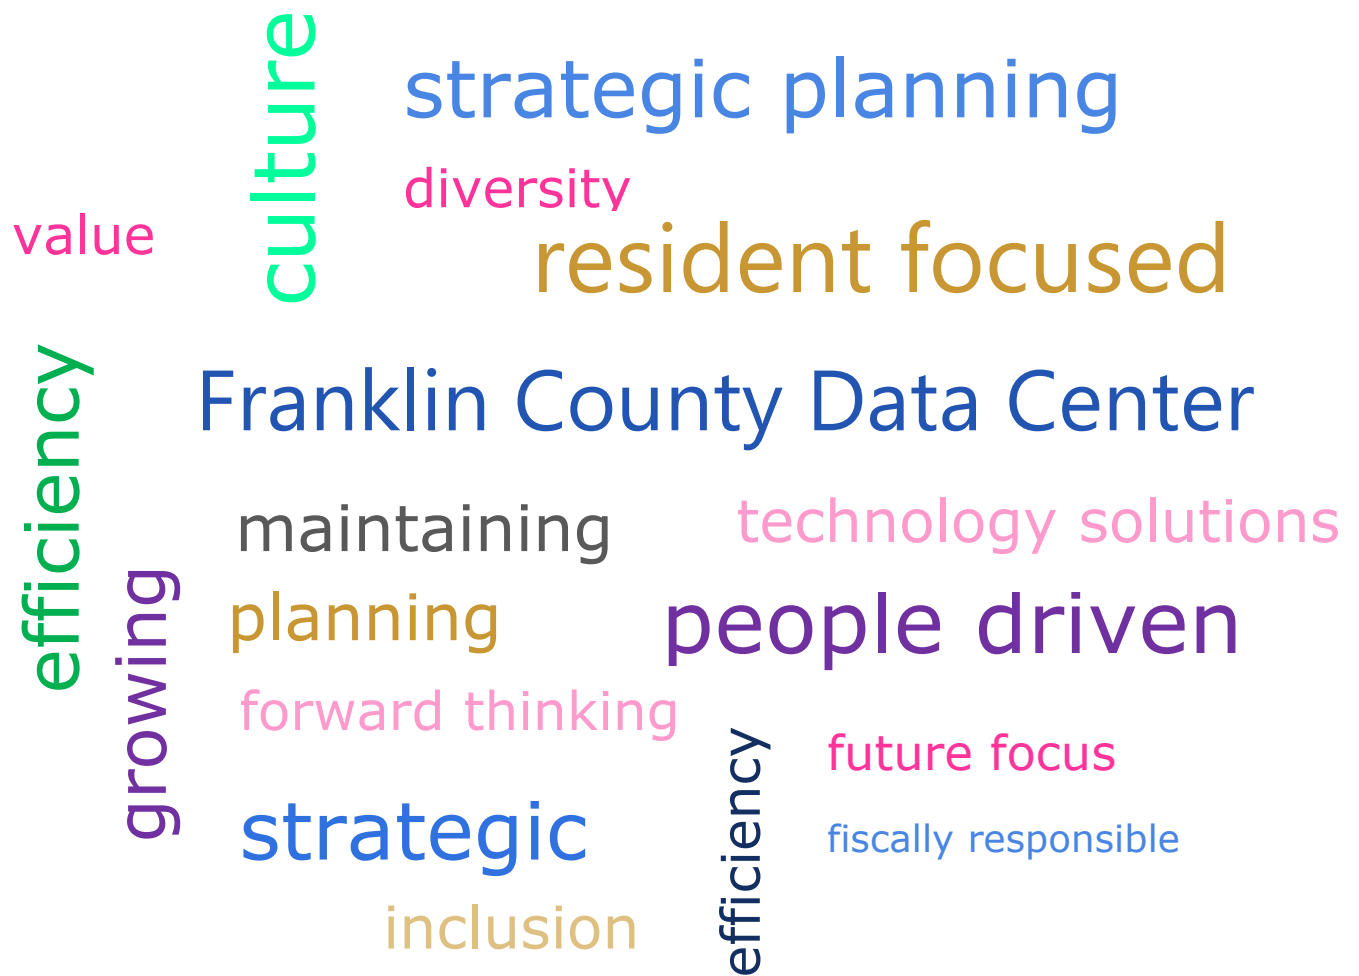 culture
strategic planning
diversity
value
resident focused
efficiency
Franklin County Data Center
maintaining
technology solutions
growing
planning
people driven
forward thinking
efficiency
future focus
strategic
fiscally responsible
inclusion